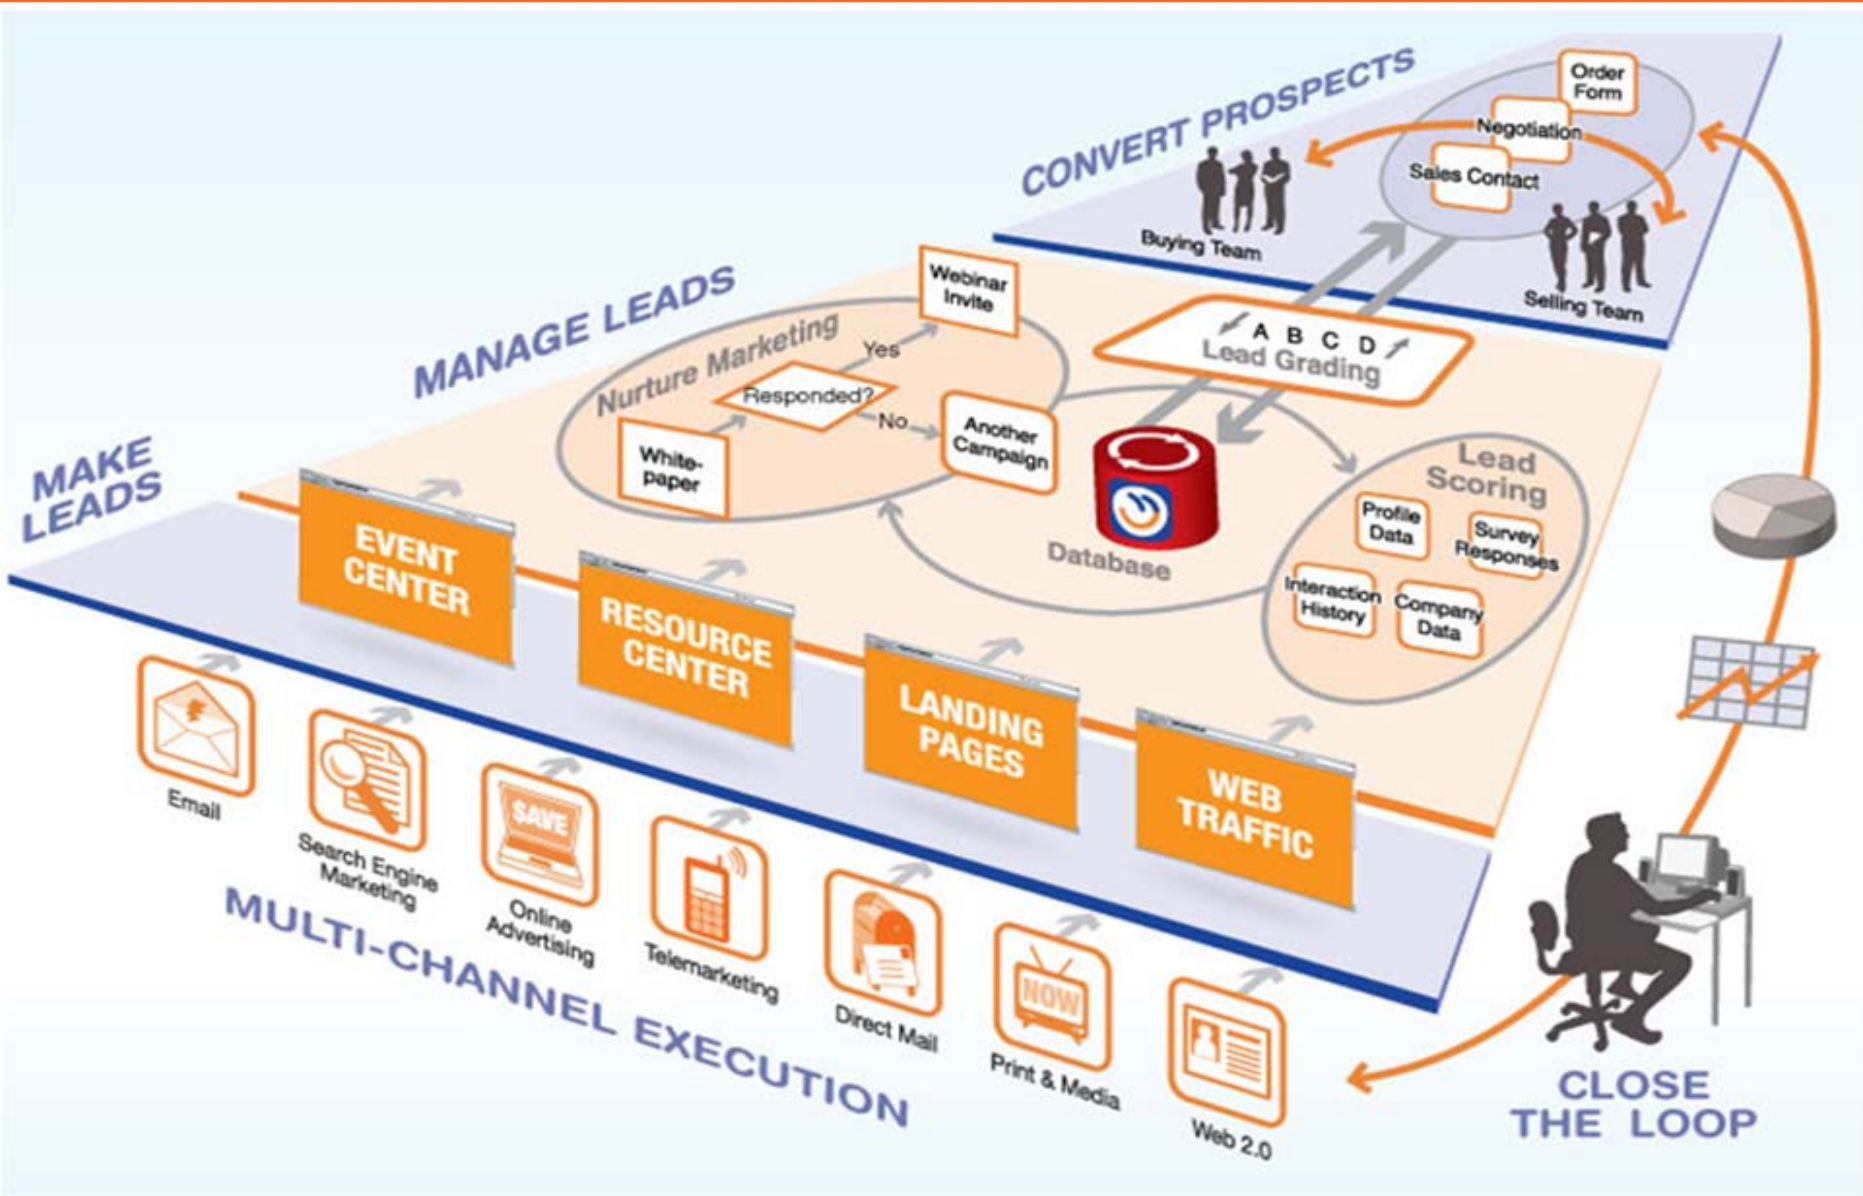 CONVERT PROSPECTS
Order
Form
Negotiation
Sales Contact
Buying Team
Selling Team
MANAGE LEADS
Nurture Marketing
Webinar
Invite
Yes
Responded?
No
White-
paper
Another
Campaign
A B C D
Lead Grading
Database
Lead
Scoring
Profile
Data
Survey
Responses
Interaction
History
Company
Data
MAKE
LEADS
EVENT
CENTER
RESOURCE
CENTER
LANDING
PAGES
WEB
TRAFFIC
Email
Search Engine
Marketing
SAVE
Online
Advertising
Telemarketing
Direct Mail
NOW
Print & Media
Web 2.0
MULTI-CHANNEL EXECUTION
CLOSE
THE LOOP